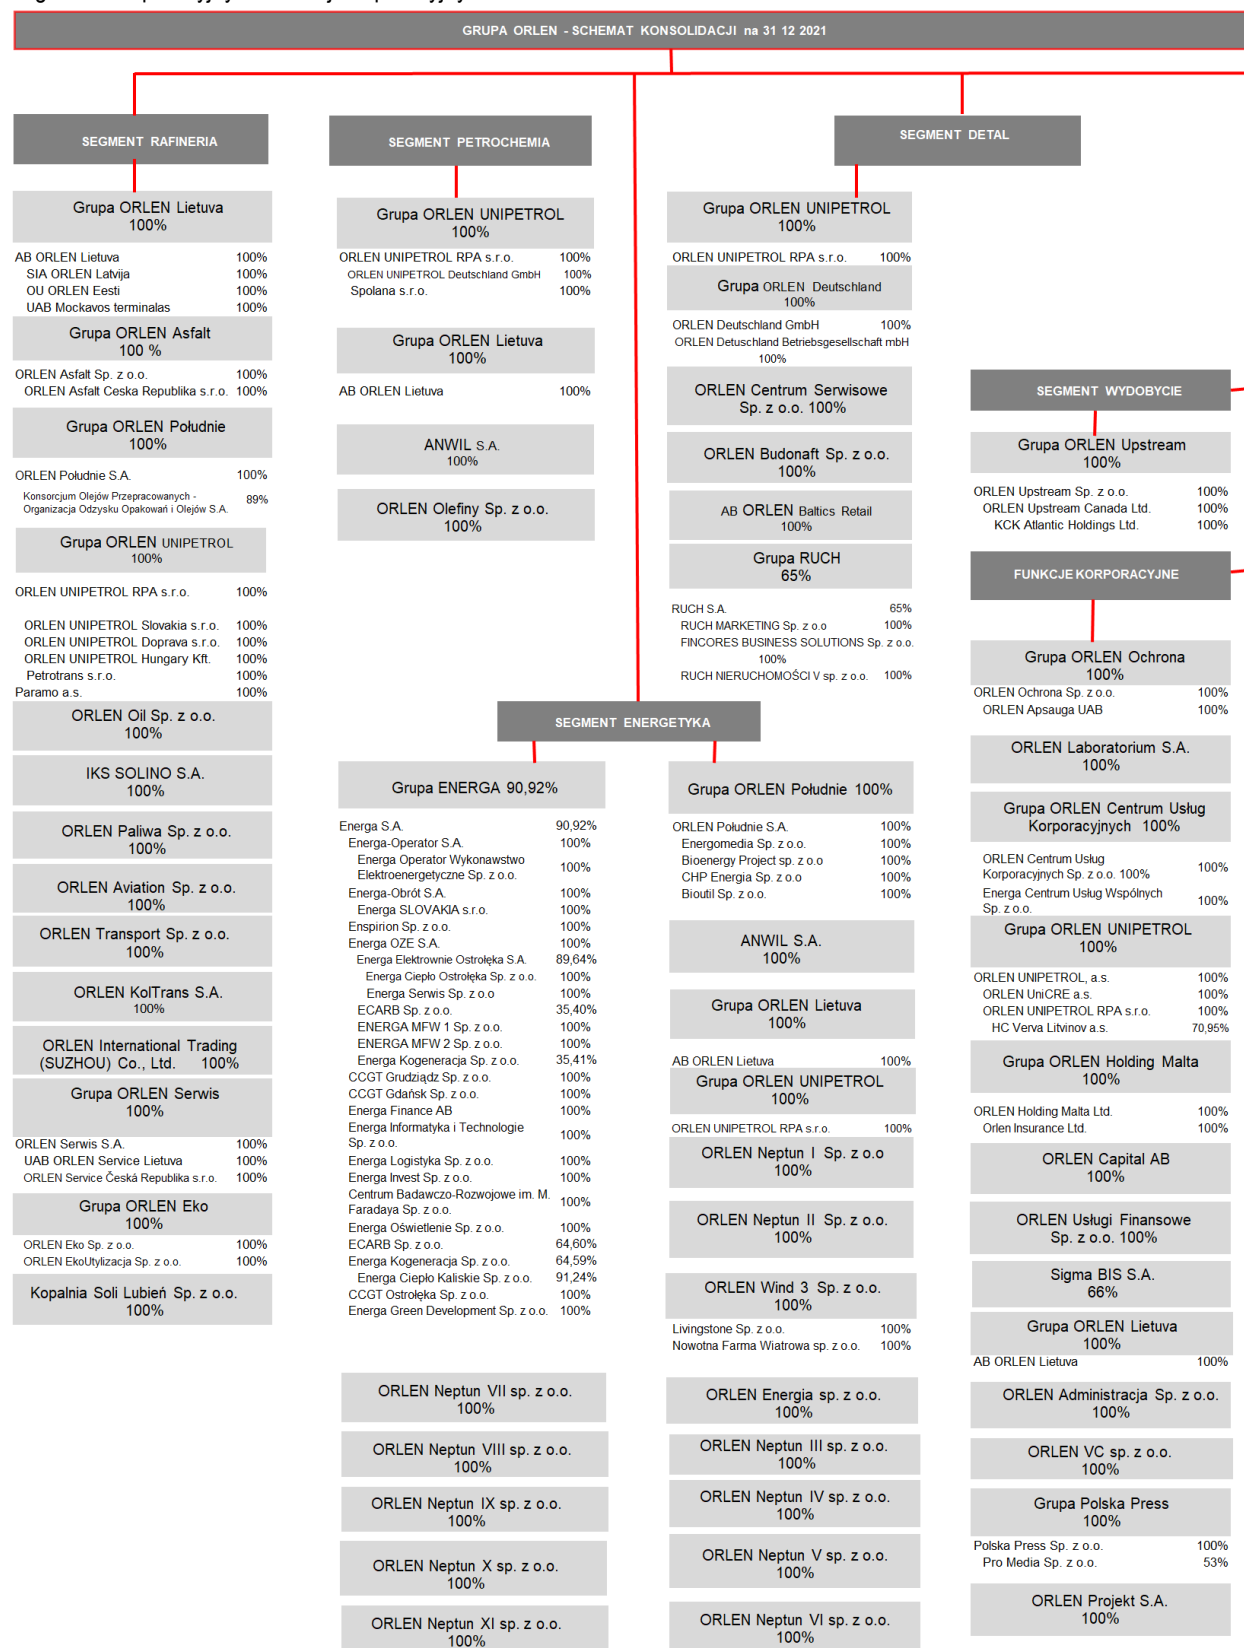 GRUPA ORLEN - SCHEMAT KONSOLIDACJI na 31 12 2021
SEGMENT RAFINERIA
Grupa ORLEN Lietuva
100%
AB ORLEN Lietuva 100%
SIA ORLEN Latvija 100%
OU ORLEN Eesti 100%
UAB Mockavos terminalas 100%
Grupa ORLEN Asfalt
100 %
ORLEN Asfalt Sp. z o.o. 100%
ORLEN Asfalt Ceska Republika s.r.o. 100%
Grupa ORLEN Południe
100%
ORLEN Południe S.A. 100%
Konsorcjum Olejów Przepracowanych -
Organizacja Odzysku Opakowań i Olejów S.A. 89%
Grupa ORLEN UNIPETROL
100%
ORLEN UNIPETROL RPA s.r.o. 100%
ORLEN UNIPETROL Slovakia s.r.o. 100%
ORLEN UNIPETROL Doprava s.r.o. 100%
ORLEN UNIPETROL Hungary Kft. 100%
Petrotrans s.r.o. 100%
Paramo a.s. 100%
ORLEN Oil Sp. z o.o.
100%
IKS SOLINO S.A.
100%
ORLEN Paliwa Sp. z o.o.
100%
ORLEN Aviation Sp. z o.o.
100%
ORLEN Transport Sp. z o.o.
100%
ORLEN KolTrans S.A.
100%
ORLEN International Trading
(SUZHOU) Co., Ltd. 100%
Grupa ORLEN Serwis
100%
ORLEN Serwis S.A. 100%
UAB ORLEN Service Lietuva 100%
ORLEN Service Česká Republika s.r.o. 100%
Grupa ORLEN Eko
100%
ORLEN Eko Sp. z o.o. 100%
ORLEN EkoUtylizacja Sp. z o.o. 100%
Kopalnia Soli Lubień Sp. z o.o.
100%
SEGMENT PETROCHEMIA
Grupa ORLEN UNIPETROL
100%
ORLEN UNIPETROL RPA s.r.o. 100%
ORLEN UNIPETROL Deutschland GmbH 100%
Spolana s.r.o. 100%
Grupa ORLEN Lietuva
100%
AB ORLEN Lietuva 100%
ANWIL S.A.
100%
ORLEN Olefiny Sp. z o.o.
100%
SEGMENT DETAL
Grupa ORLEN UNIPETROL
100%
ORLEN UNIPETROL RPA s.r.o. 100%
Grupa ORLEN Deutschland
100%
ORLEN Deutschland GmbH 100%
ORLEN Detuschland Betriebsgesellschaft mbH
100%
ORLEN Centrum Serwisowe
Sp. z o.o. 100%
ORLEN Budonaft Sp. z o.o.
100%
AB ORLEN Baltics Retail
100%
Grupa RUCH
65%
RUCH S.A. 65%
RUCH MARKETING Sp. z o.o 100%
FINCORES BUSINESS SOLUTIONS Sp. z o.o.
100%
RUCH NIERUCHOMOŚCI V sp. z o.o. 100%
SEGMENT ENERGETYKA
Grupa ENERGA 90,92%
Energa S.A. 90,92%
Energa-Operator S.A. 100%
Energa Operator Wykonawstwo
Elektroenergetyczne Sp. z o.o. 100%
Energa-Obrót S.A. 100%
Energa SLOVAKIA s.r.o. 100%
Enspirion Sp. z o.o. 100%
Energa OZE S.A. 100%
Energa Elektrownie Ostrołęka S.A. 89,64%
Energa Ciepło Ostrołęka Sp. z o.o. 100%
Energa Serwis Sp. z o.o 100%
ECARB Sp. z o.o. 35,40%
ENERGA MFW 1 Sp. z o.o. 100%
ENERGA MFW 2 Sp. z o.o. 100%
Energa Kogeneracja Sp. z o.o. 35,41%
CCGT Grudziądz Sp. z o.o. 100%
CCGT Gdańsk Sp. z o.o. 100%
Energa Finance AB 100%
Energa Informatyka i Technologie
Sp. z o.o. 100%
Energa Logistyka Sp. z o.o. 100%
Energa Invest Sp. z o.o. 100%
Centrum Badawczo-Rozwojowe im. M.
Faradaya Sp. z o.o. 100%
Energa Oświetlenie Sp. z o.o. 100%
ECARB Sp. z o.o. 64,60%
Energa Kogeneracja Sp. z o.o. 64,59%
Energa Ciepło Kaliskie Sp. z o.o. 91,24%
CCGT Ostrołęka Sp. z o.o. 100%
Energa Green Development Sp. z o.o. 100%
ORLEN Neptun VII sp. z o.o.
100%
ORLEN Neptun VIII sp. z o.o.
100%
ORLEN Neptun IX sp. z o.o.
100%
ORLEN Neptun X sp. z o.o.
100%
ORLEN Neptun XI sp. z o.o.
100%
Grupa ORLEN Południe 100%
ORLEN Południe S.A. 100%
Energomedia Sp. z o.o. 100%
Bioenergy Project sp. z o.o 100%
CHP Energia Sp. z o.o 100%
Bioutil Sp. z o.o. 100%
ANWIL S.A.
100%
Grupa ORLEN Lietuva
100%
AB ORLEN Lietuva 100%
Grupa ORLEN UNIPETROL
100%
ORLEN UNIPETROL RPA s.r.o. 100%
ORLEN Neptun I Sp. z o.o
100%
ORLEN Neptun II Sp. z o.o.
100%
ORLEN Wind 3 Sp. z o.o.
100%
Livingstone Sp. z o.o. 100%
Nowotna Farma Wiatrowa sp. z o.o. 100%
ORLEN Energia sp. z o.o.
100%
ORLEN Neptun III sp. z o.o.
100%
ORLEN Neptun IV sp. z o.o.
100%
ORLEN Neptun V sp. z o.o.
100%
ORLEN Neptun VI sp. z o.o.
100%
SEGMENT WYDOBYCIE
Grupa ORLEN Upstream
100%
ORLEN Upstream Sp. z o.o. 100%
ORLEN Upstream Canada Ltd. 100%
KCK Atlantic Holdings Ltd. 100%
FUNKCJE KORPORACYJNE
Grupa ORLEN Ochrona
100%
ORLEN Ochrona Sp. z o.o. 100%
ORLEN Apsauga UAB 100%
ORLEN Laboratorium S.A.
100%
Grupa ORLEN Centrum Usług
Korporacyjnych 100%
ORLEN Centrum Usług
Korporacyjnych Sp. z o.o. 100% 100%
Energa Centrum Usług Wspólnych
Sp. z o.o. 100%
Grupa ORLEN UNIPETROL
100%
ORLEN UNIPETROL, a.s. 100%
ORLEN UniCRE a.s. 100%
ORLEN UNIPETROL RPA s.r.o. 100%
HC Verva Litvinov a.s. 70,95%
Grupa ORLEN Holding Malta
100%
ORLEN Holding Malta Ltd. 100%
Orlen Insurance Ltd. 100%
ORLEN Capital AB
100%
ORLEN Usługi Finansowe
Sp. z o.o. 100%
Sigma BIS S.A.
66%
Grupa ORLEN Lietuva
100%
AB ORLEN Lietuva 100%
ORLEN Administracja Sp. z o.o.
100%
ORLEN VC sp. z o.o.
100%
Grupa Polska Press
100%
Polska Press Sp. z o.o. 100%
Pro Media Sp. z o.o. 53%
ORLEN Projekt S.A.
100%